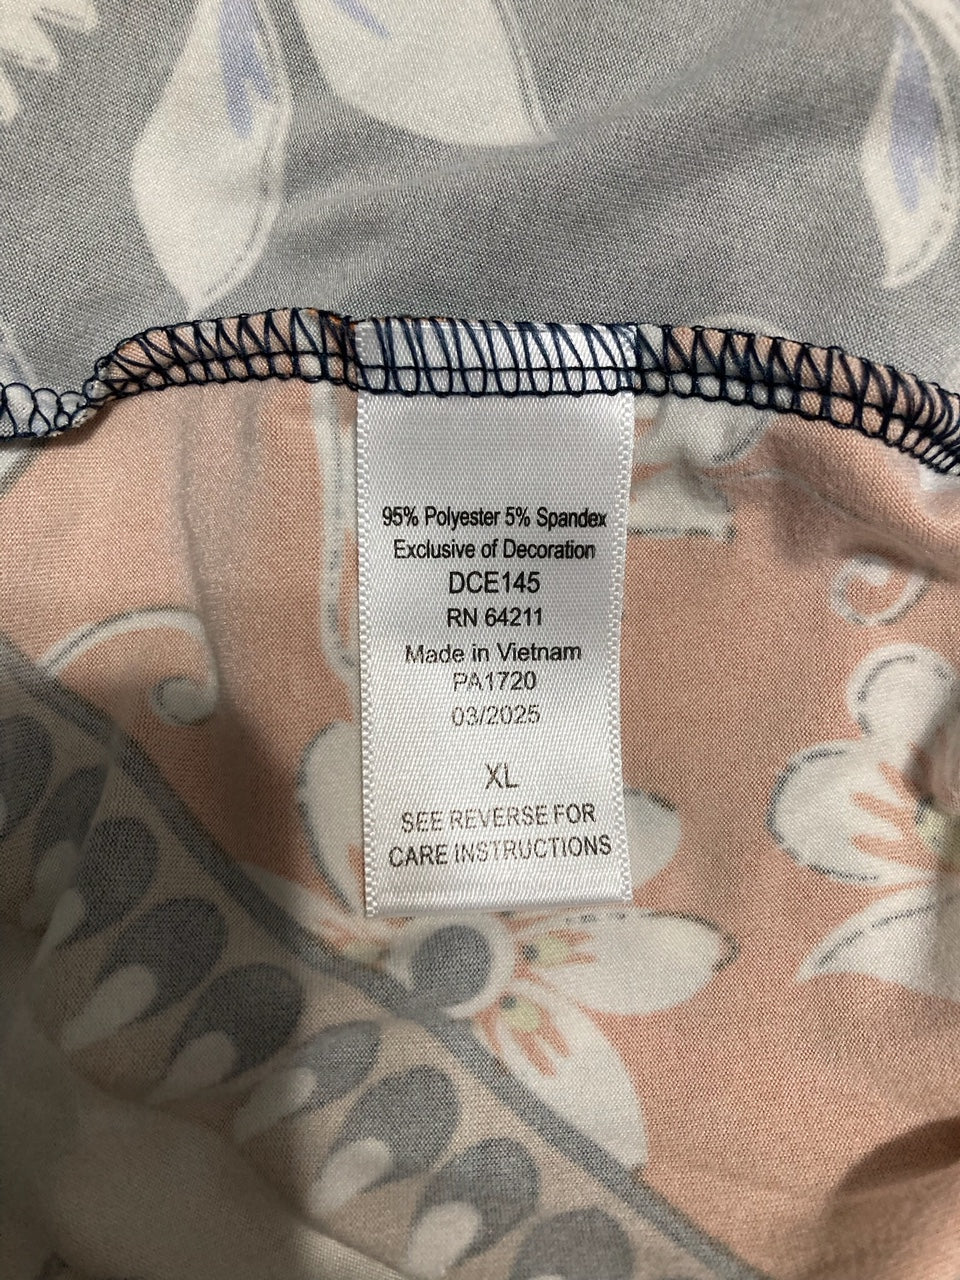 95% Polyester 5% Spandex
Exclusive of Decoration
DCE145
RN 64211
Made in Vietnam
PA1720
03/2025
XL
SEE REVERSE FOR
CARE INSTRUCTIONS